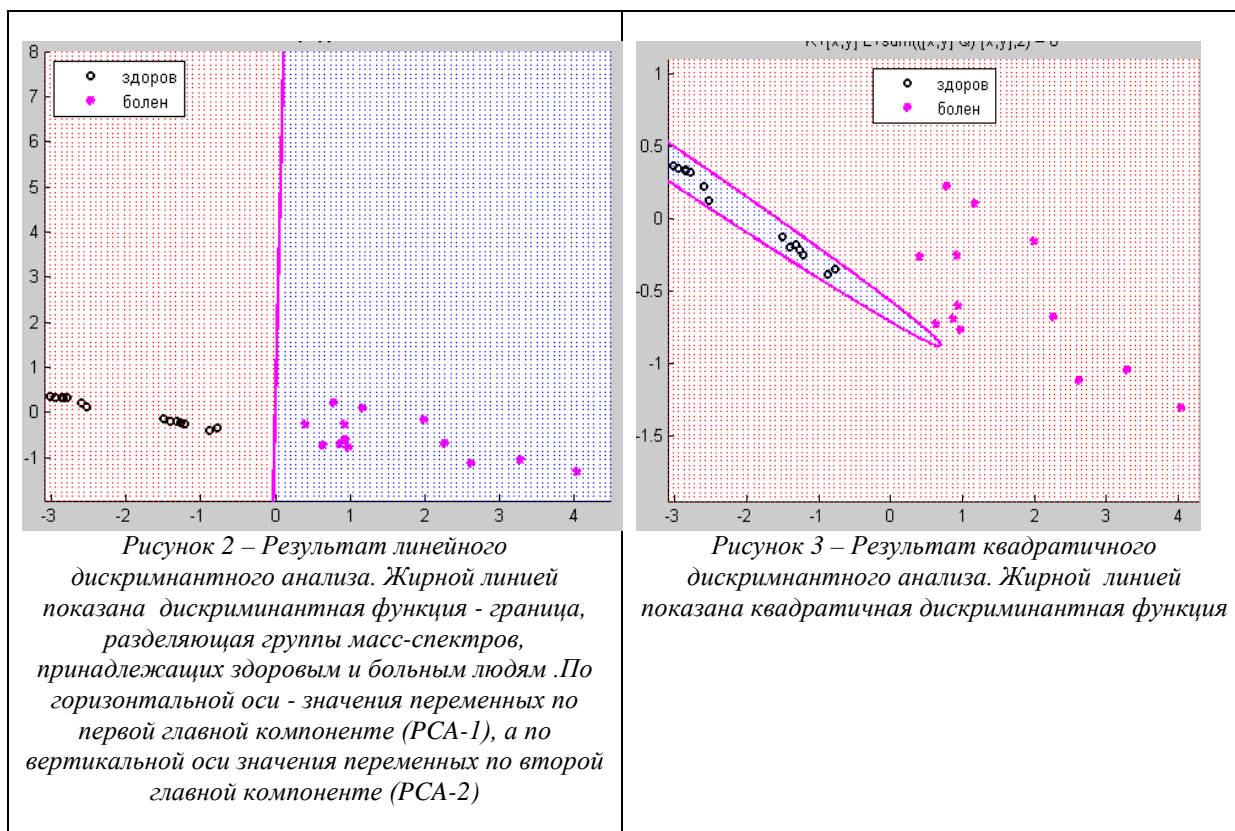 8
7
6
5
4
3
2
1
0
-1
здоров
болен
-3
-2
-1
0
1
2
3
4
Рисунок 2 – Результат линейного
дискримнантного анализа. Жирной линией
показана дискриминантная функция - граница,
разделяющая группы масс-спектров,
принадлежащих здоровым и больным людям .По
горизонтальной оси - значения переменных по
первой главной компоненте (PCA-1), а по
вертикальной оси значения переменных по второй
главной компоненте (PCA-2)
1
0.5
0
-0.5
-1
-1.5
здоров
болен
-3
-2
-1
0
1
2
3
4
Рисунок 3 – Результат квадратичного
дискриминантного анализа. Жирной линией
показана квадратичная дискриминантная функция